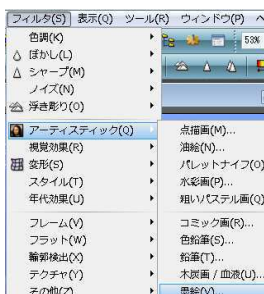 フィルタ(S) 表示(O) ツール(R) ウィンドウ(P)
53%
色調(K)
ぼかし(L)
シャープ(M)
ノイズ(N)
浮き彫り(O)
アーティスティック(Q)
視覚効果(R)
変形(S)
スタイル(T)
年代効果(U)
フレーム(V)
フラット(W)
輪郭検出(X)
テクチャ(Y)
その他(Z)
点描画(M)...
油絵(N)...
パレットナイフ(O)
水彩画(P)...
粗いパステル画(Q)
コミック画(R)...
色鉛筆(S)...
鉛筆(T)...
木炭画 / 血液(U)...
墨絵(V)...